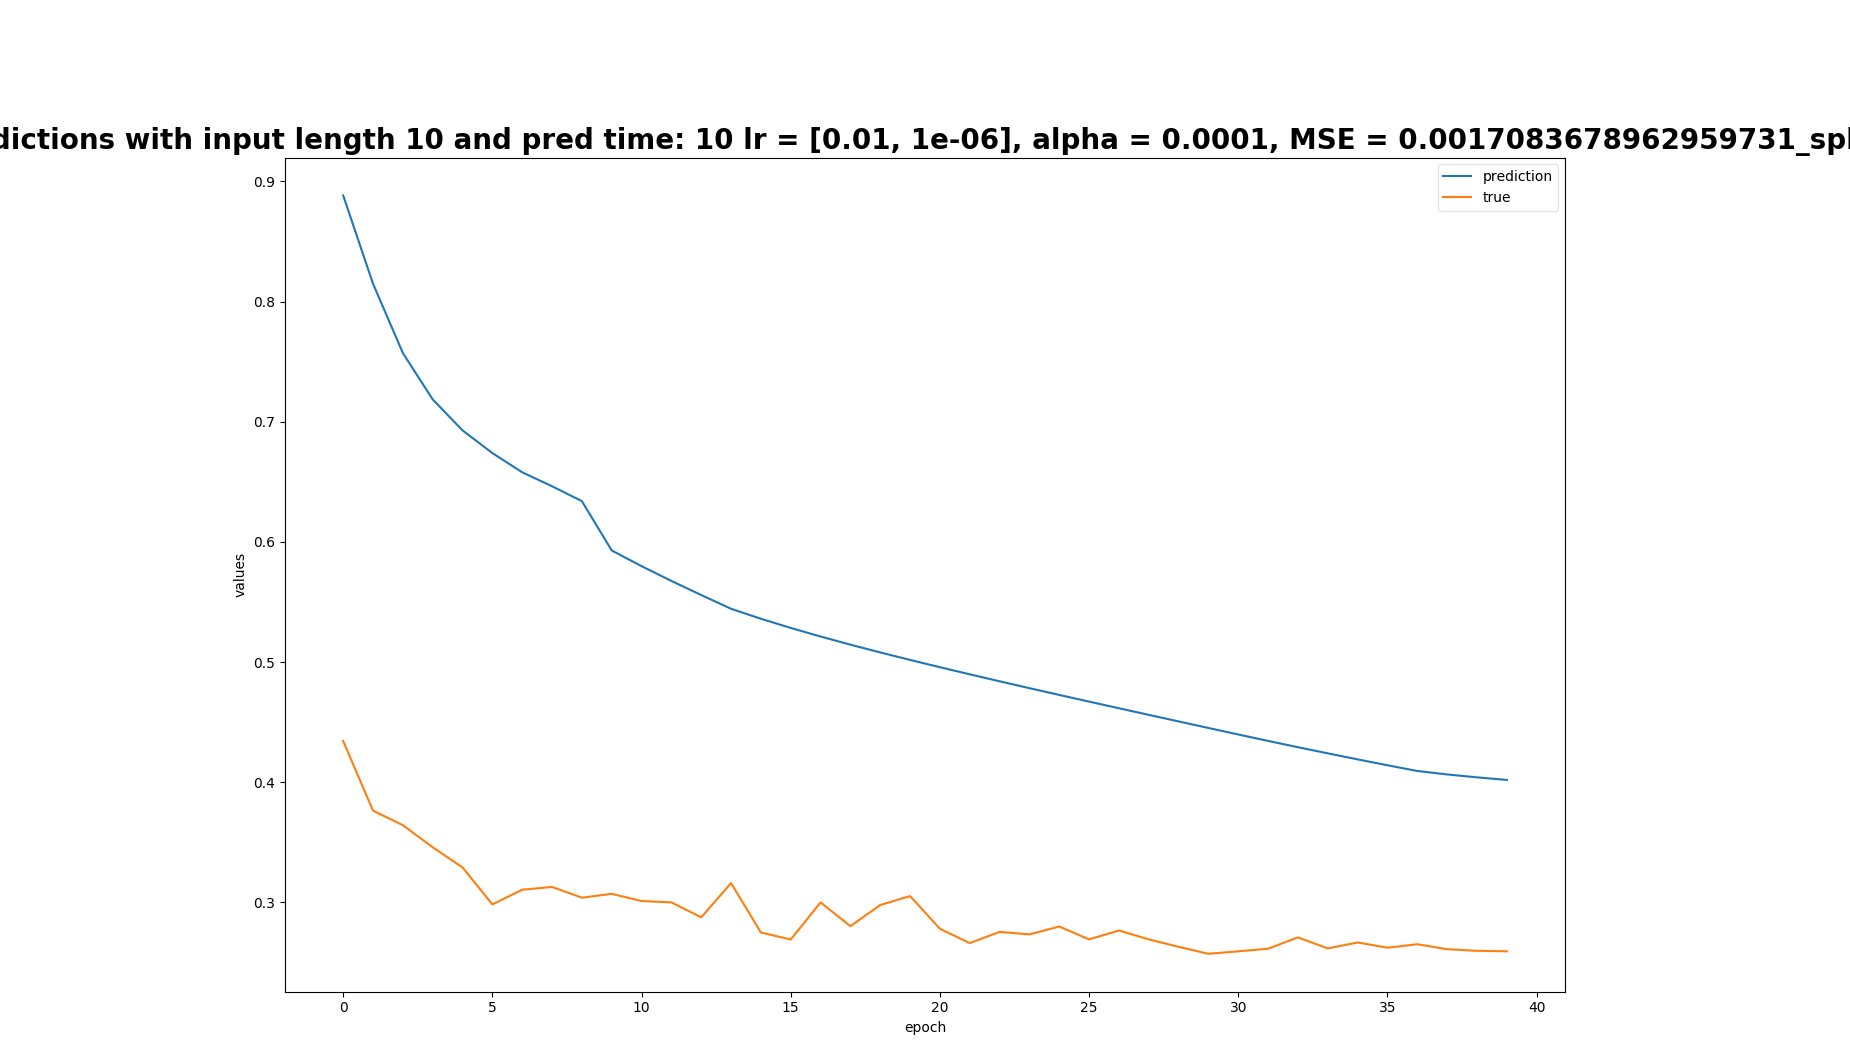 dictions with input length 10 and pred time: 10 lr = [0.01, 1e-06], alpha = 0.0001, MSE = 0.0017083678962959731_spl
prediction
true
0.9
0.8
0.7
0.6
0.5
0.4
0.3
values
0 5 10 15 20 25 30 35 40
epoch